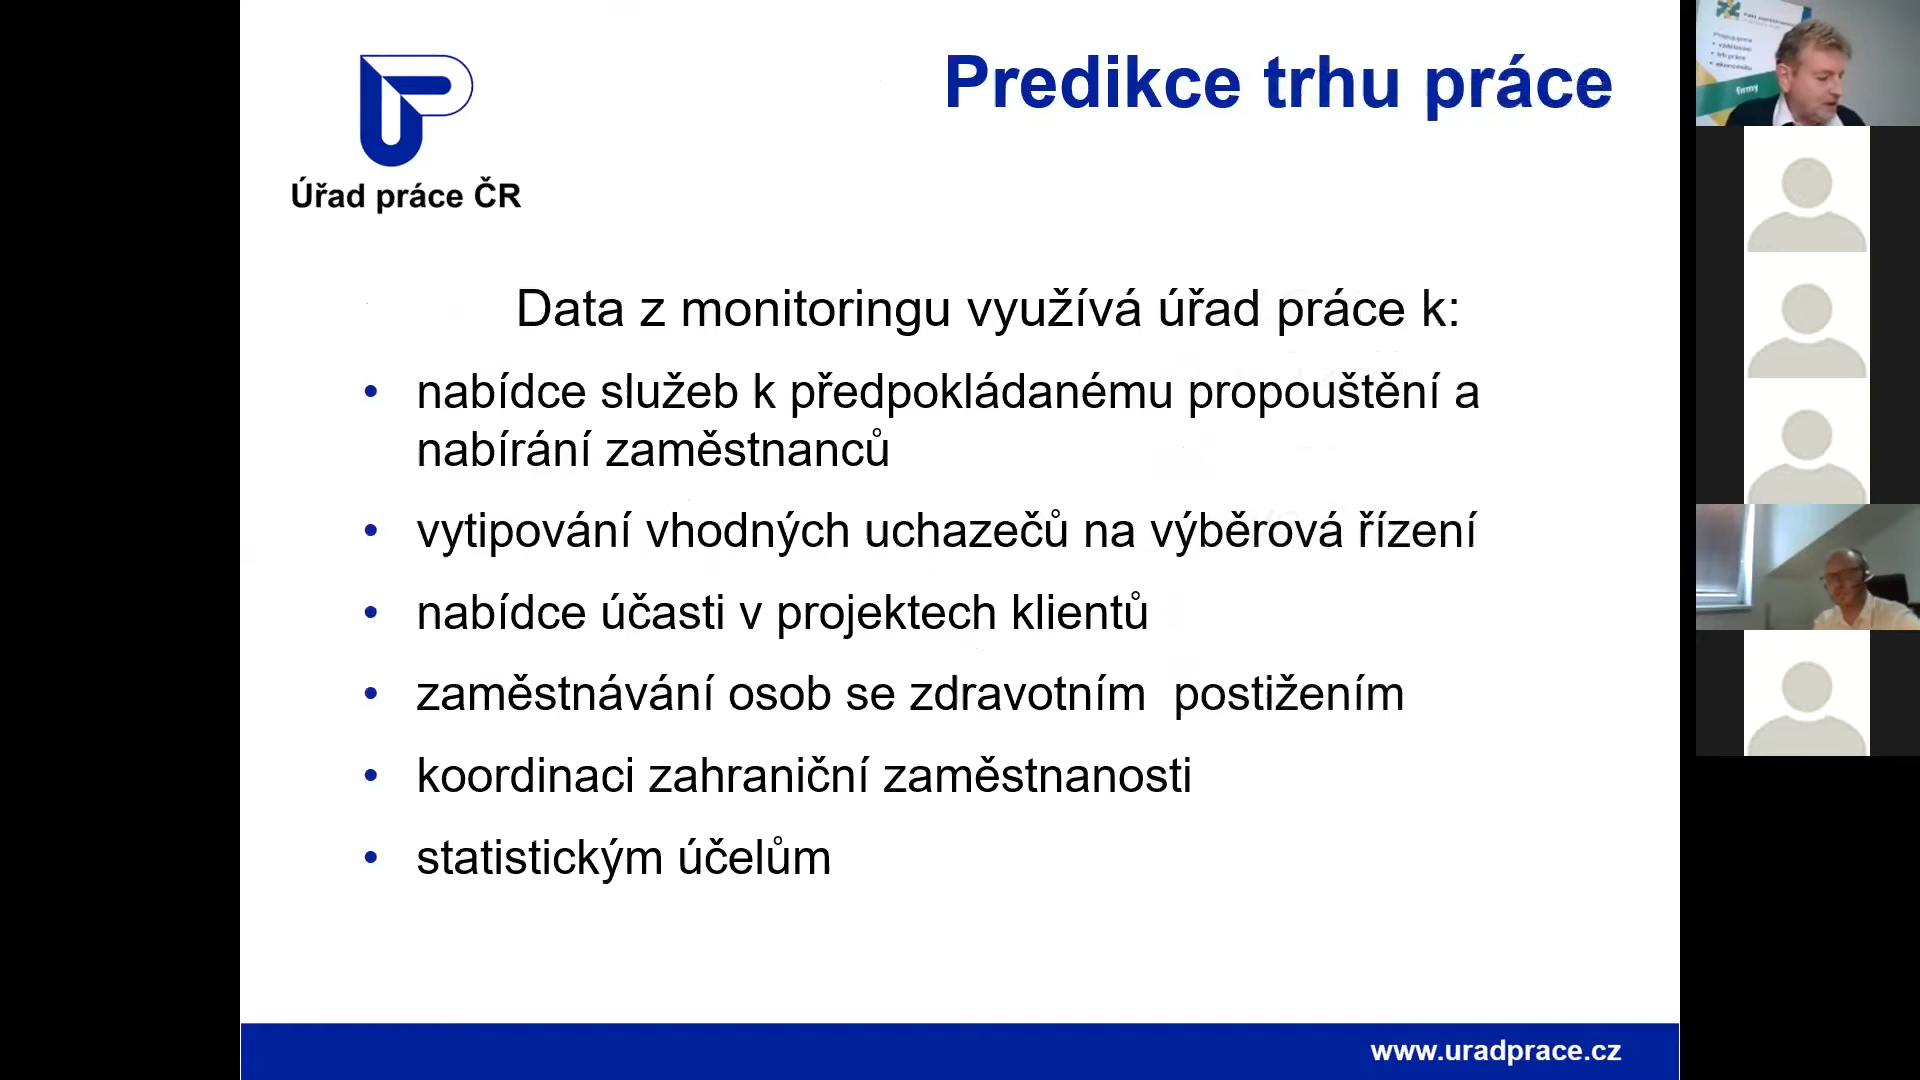 Predikce trhu práce
Úřad práce ČR
Data z monitoringu využívá úřad práce k:
• nabídce služeb k předpokládanému propouštění a
nabírání zaměstnanců
• vytipování vhodných uchazečů na výběrová řízení
• nabídce účasti v projektech klientů
• zaměstnávání osob se zdravotním  postižením
• koordinaci zahraniční zaměstnanosti
• statistickým účelům
www.uradprace.cz
firmy